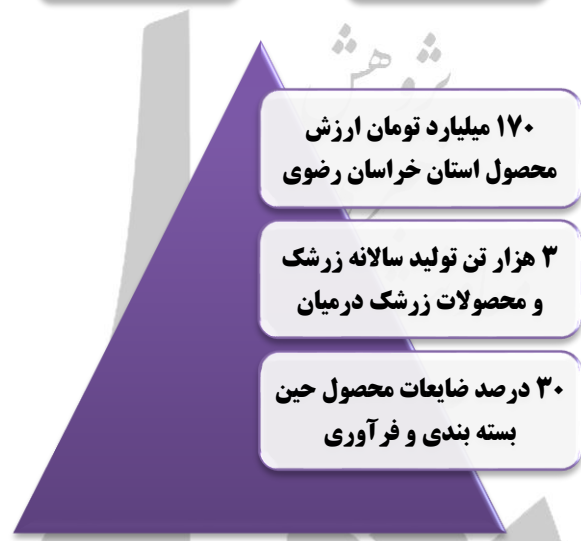 پژوهش
۱۷۰ میلیارد تومان ارزش
محصول استان خراسان رضوی
۳ هزار تن تولید سالانه زرشک
و محصولات زرشک درمیان
۳۰ درصد ضایعات محصول حین
بسته بندی و فرآوری